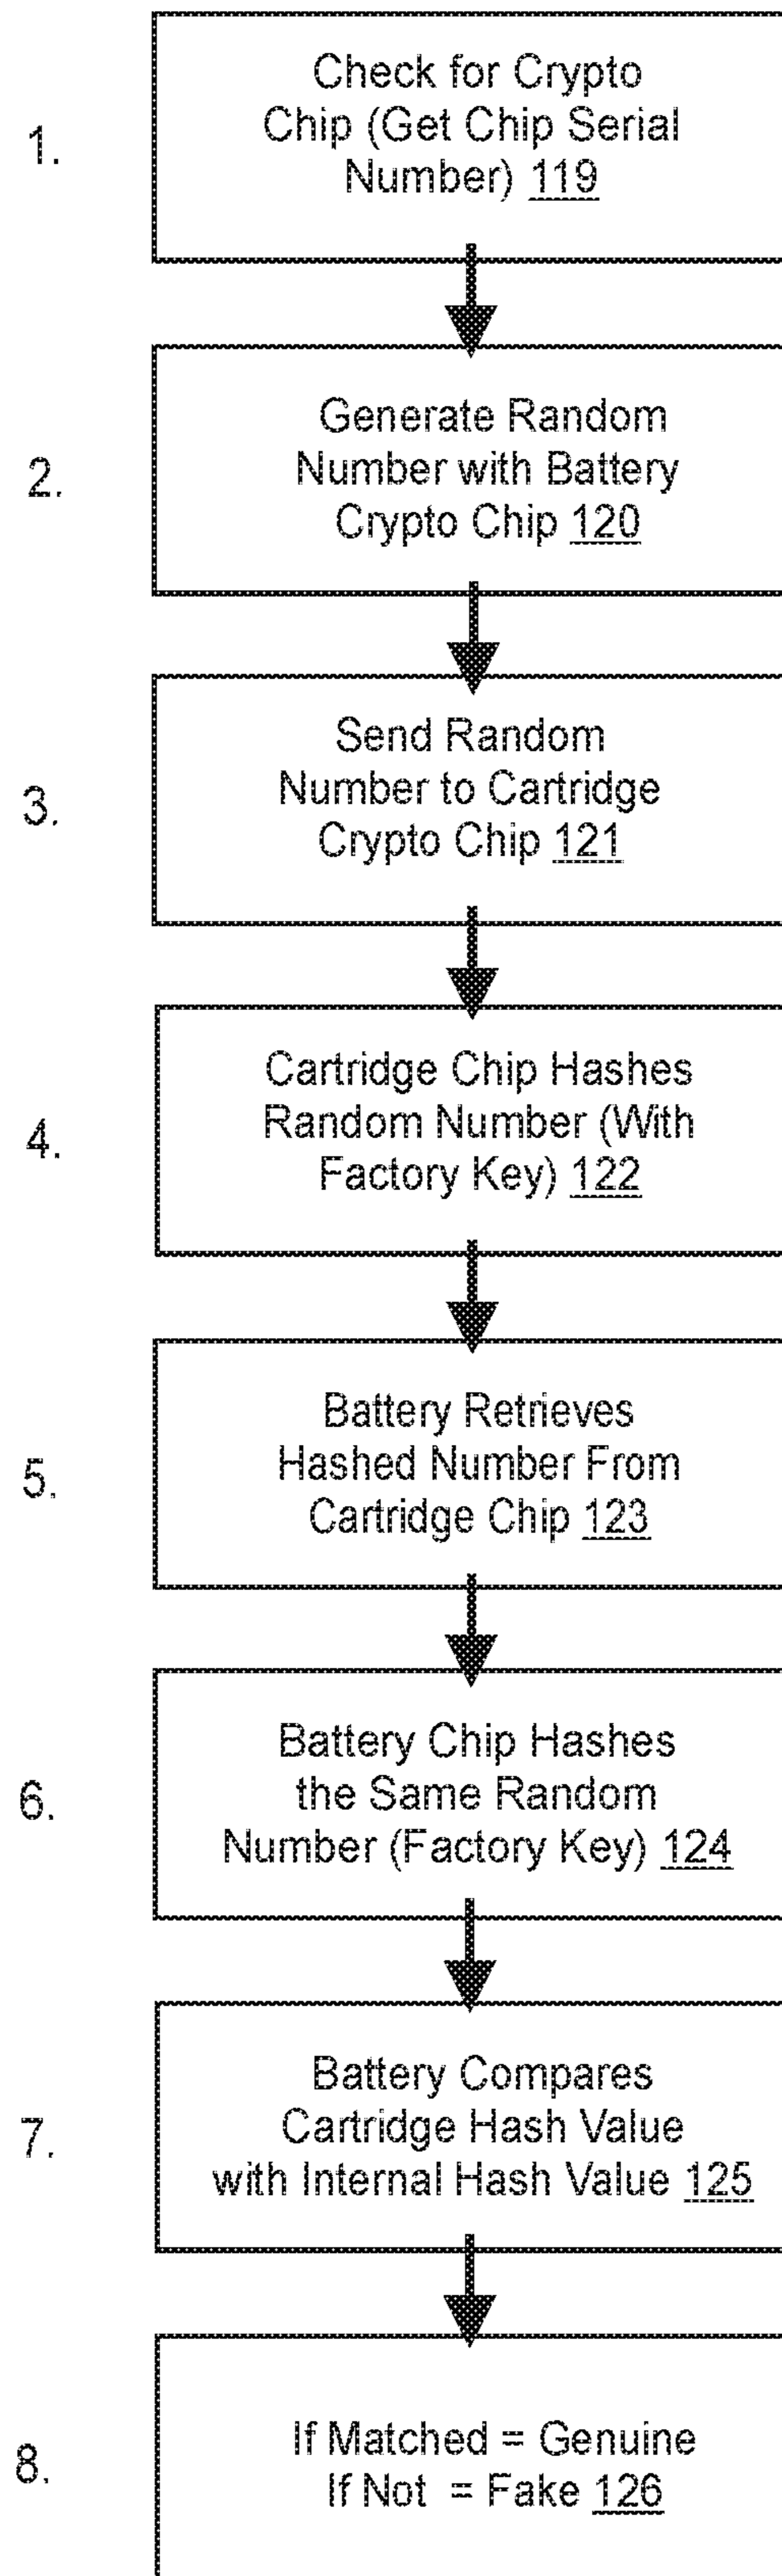 1.
Check for Crypto
Chip (Get Chip Serial
Number) 119
2.
Generate Random
Number with Battery
Crypto Chip 120
3.
Send Random
Number to Cartridge
Crypto Chip 121
4.
Cartridge Chip Hashes
Random Number (With
Factory Key) 122
5.
Battery Retrieves
Hashed Number From
Cartridge Chip 123
6.
Battery Chip Hashes
the Same Random
Number (Factory Key) 124
7.
Battery Compares
Cartridge Hash Value
with Internal Hash Value 125
8.
If Matched = Genuine
If Not = Fake 126